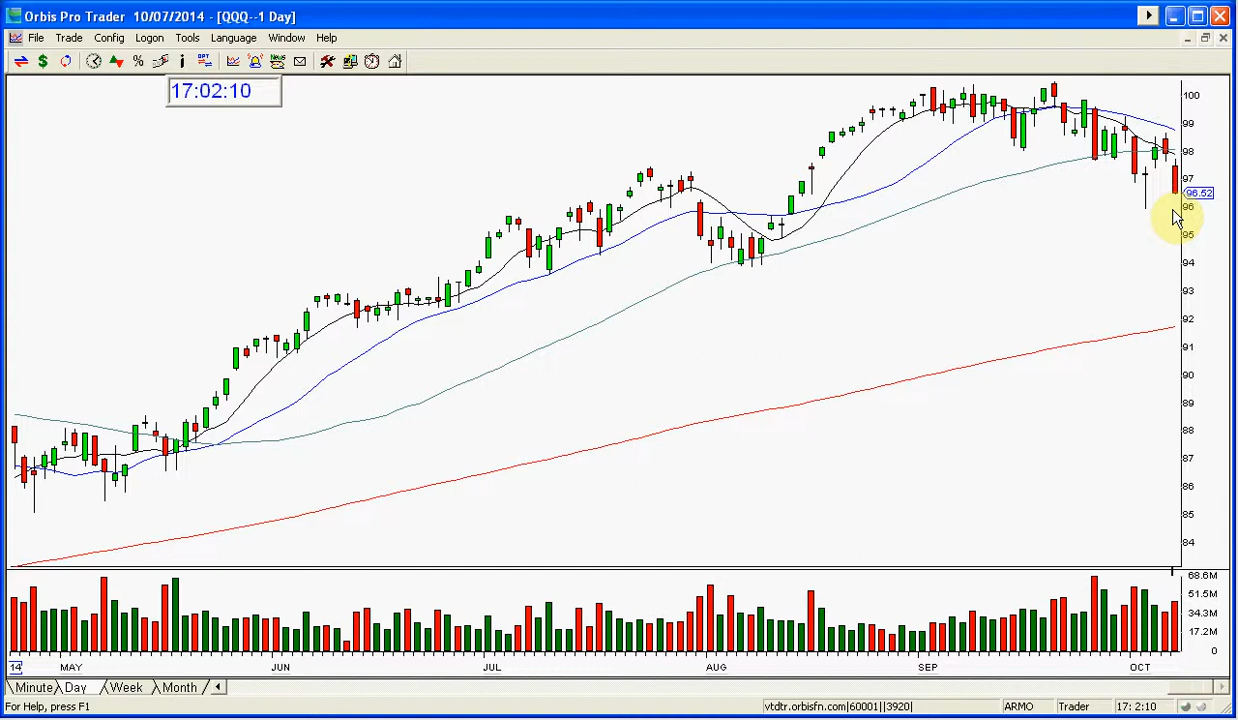 Orbis Pro Trader 10/07/2014 - [QQQ--1 Day]
File Trade Config Logon Tools Language Window Help
$ % i OPT News
17:02:10
100
99
98
97
96.52
96
95
94
93
92
91
90
89
88
87
86
85
84
68.6M
51.5M
34.3M
17.2M
0
14 MAY JUN JUL AUG SEP OCT
Minute Day Week Month
For Help, press F1 vtdtr.orbisfn.com|60001||3920| ARMO Trader 17: 2:10